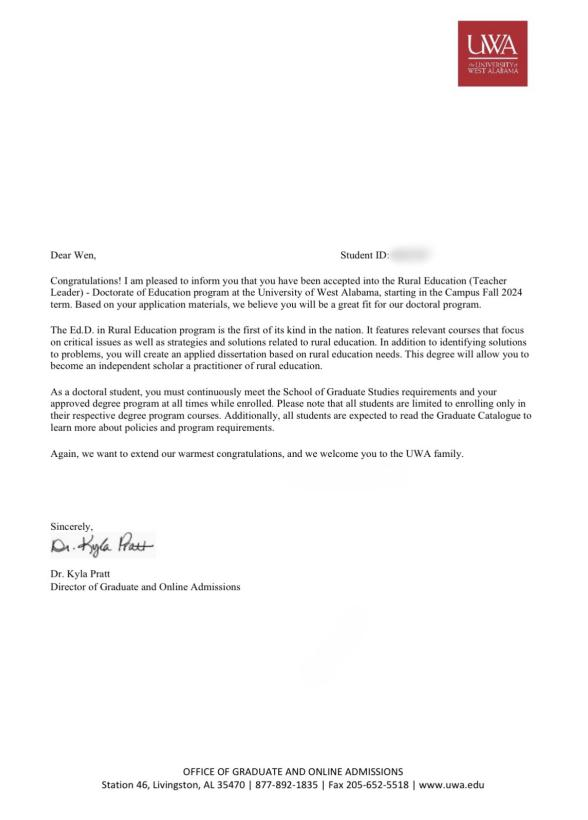 UWA
the UNIVERSITY of
WEST ALABAMA
Dear Wen,
Student ID:
Congratulations! I am pleased to inform you that you have been accepted into the Rural Education (Teacher
Leader) - Doctorate of Education program at the University of West Alabama, starting in the Campus Fall 2024
term. Based on your application materials, we believe you will be a great fit for our doctoral program.
The Ed.D. in Rural Education program is the first of its kind in the nation. It features relevant courses that focus
on critical issues as well as strategies and solutions related to rural education. In addition to identifying solutions
to problems, you will create an applied dissertation based on rural education needs. This degree will allow you to
become an independent scholar a practitioner of rural education.
As a doctoral student, you must continuously meet the School of Graduate Studies requirements and your
approved degree program at all times while enrolled. Please note that all students are limited to enrolling only in
their respective degree program courses. Additionally, all students are expected to read the Graduate Catalogue to
learn more about policies and program requirements.
Again, we want to extend our warmest congratulations, and we welcome you to the UWA family.
Sincerely,
Dr. Kyla Pratt
Dr. Kyla Pratt
Director of Graduate and Online Admissions
OFFICE OF GRADUATE AND ONLINE ADMISSIONS
Station 46, Livingston, AL 35470 | 877-892-1835 | Fax 205-652-5518 | www.uwa.edu